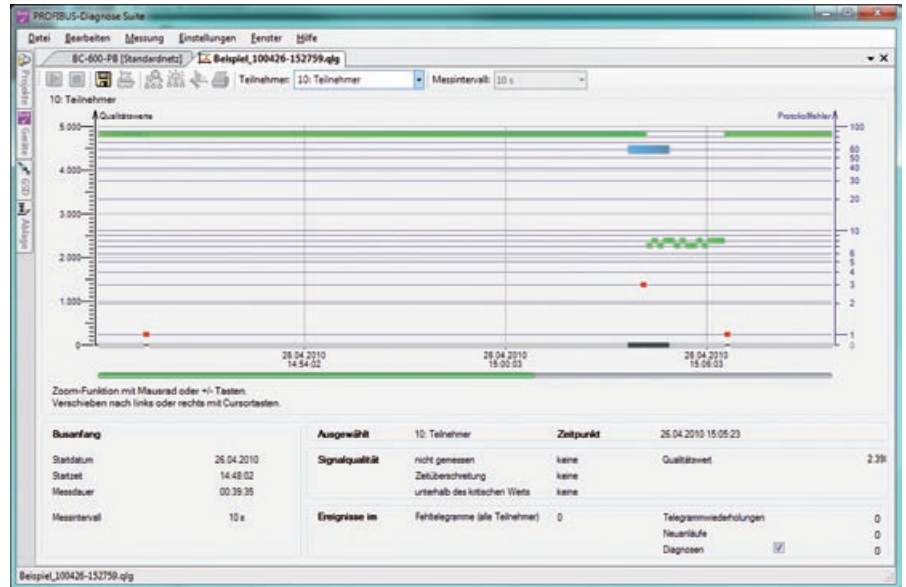 PROFIBUS-Diagnose Suite
Datei Bearbeiten Messung Einstellungen Fenster Hilfe
BC-600-PB [Standardnetz] Beispiel_100426-152759.qlg
Teilnehmer: 10: Teilnehmer Messintervall: 10 s
Projekte
Geräte
GSD
Ablage
10: Teilnehmer
Qualitätswerte Protokollfehler
5.000
4.000
3.000
2.000
1.000
0
100
60
50
40
30
20
10
8
6
5
4
3
2
1
0
26.04.2010 26.04.2010 26.04.2010
14:54:02 15:00:03 15:06:03
Zoom-Funktion mit Mausrad oder +/- Tasten.
Verschieben nach links oder rechts mit Cursortasten.
Busanfang
Startdatum 26.04.2010
Startzeit 14:48:02
Messdauer 00:39:35
Messintervall 10 s
Ausgewählt 10: Teilnehmer Zeitpunkt 26.04.2010 15:05:23
Signalqualität nicht gemessen keine Qualitätswert
Zeitüberschreitung keine
unterhalb des kritischen Werts keine
Ereignisse im Fehltelegramme (alle Teilnehmer) 0 Telegrammwiederholungen 0
Neuanläufe 0
Diagnosen 0
Beispiel_100426-152759.qlg